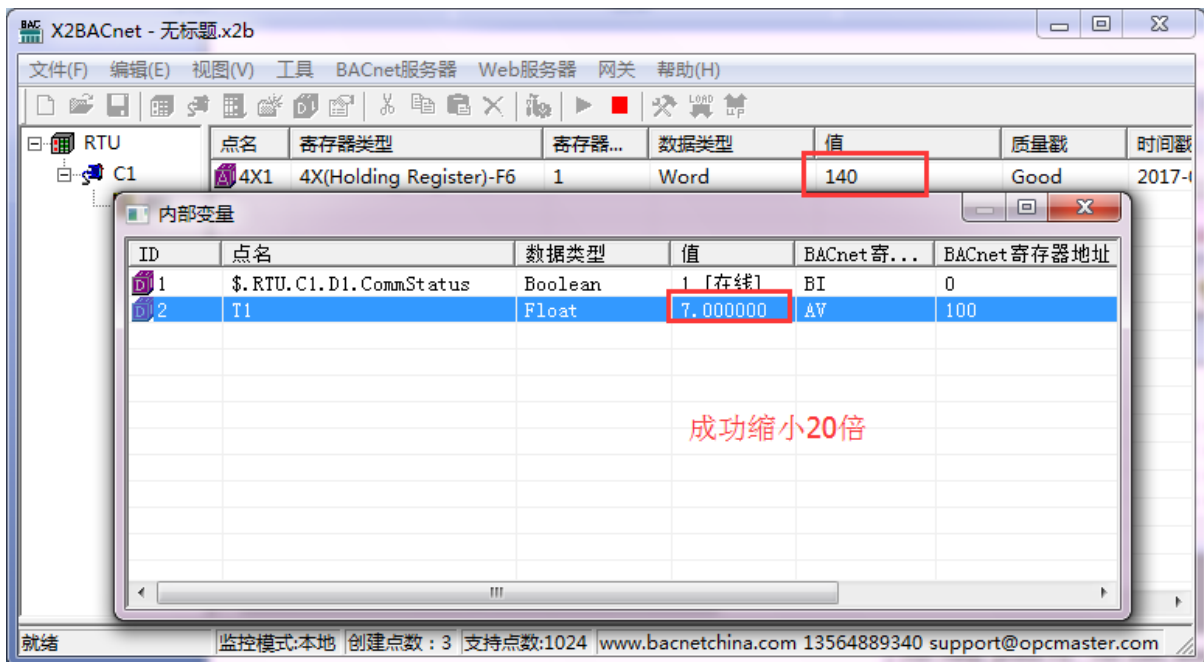 X2BACnet - 无标题.x2b
文件(F) 编辑(E) 视图(V) 工具 BACnet服务器 Web服务器 网关 帮助(H)
RTU 点名 寄存器类型 寄存器... 数据类型 值 质量戳 时间戳
C1 4X1 4X(Holding Register)-F6 1 Word 140 Good 2017-
内部变量
ID 点名 数据类型 值 BACnet寄... BACnet寄存器地址
1 $.RTU.C1.D1.CommStatus Boolean 1 [在线] BI 0
2 T1 Float 7.000000 AV 100
成功缩小20倍
就绪 监控模式:本地 创建点数：3 支持点数:1024 www.bacnetchina.com 13564889340 support@opcmaster.com